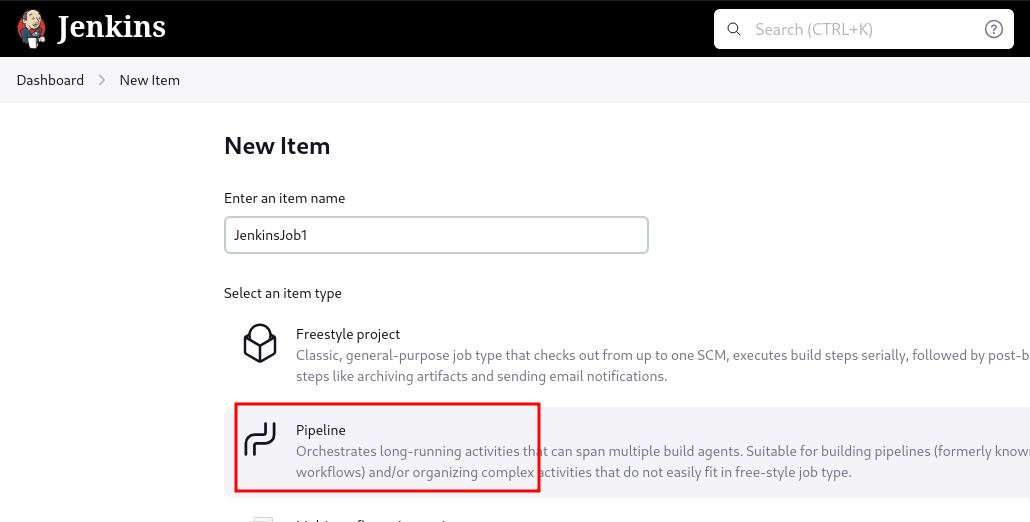 Jenkins
Search (CTRL+K)
Dashboard > New Item
New Item
Enter an item name
JenkinsJob1
Select an item type
Freestyle project
Classic, general-purpose job type that checks out from up to one SCM, executes build steps serially, followed by post-b
steps like archiving artifacts and sending email notifications.
Pipeline
Orchestrates long-running activities that can span multiple build agents. Suitable for building pipelines (formerly know
workflows) and/or organizing complex activities that do not easily fit in free-style job type.